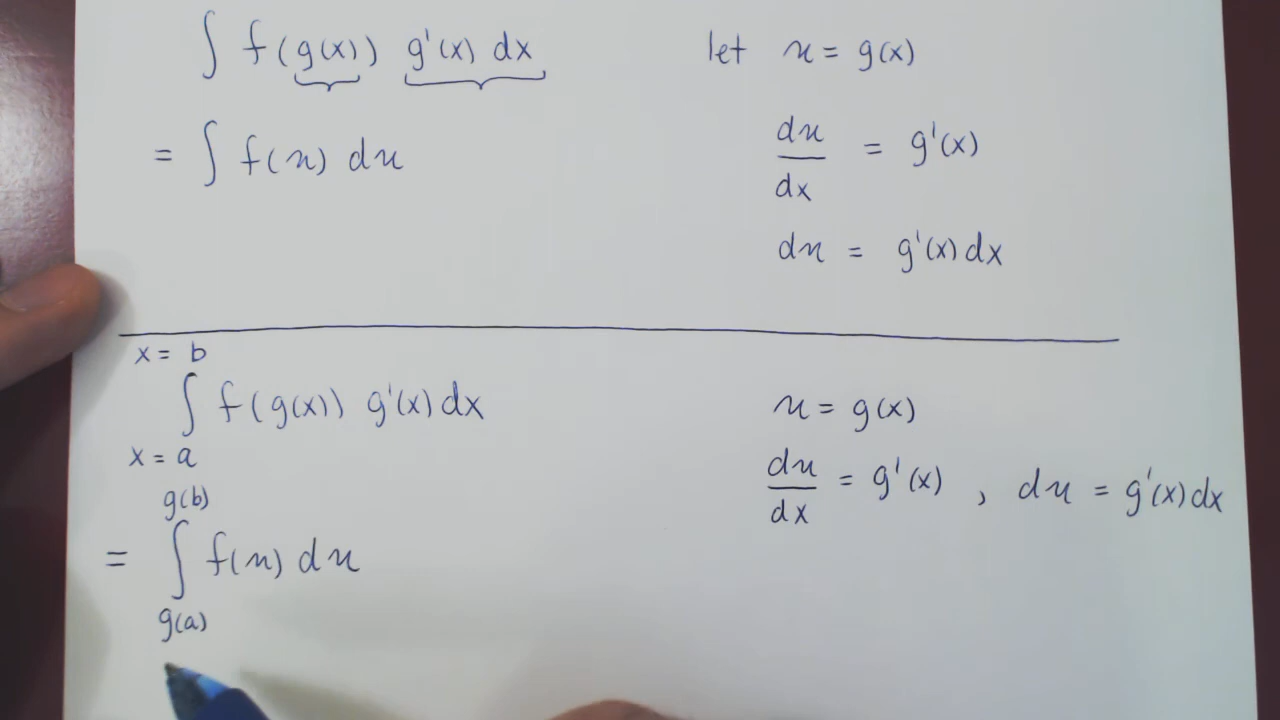 ∫ f(g(x)) g'(x) dx let u = g(x)
= ∫ f(u) du
du/dx = g'(x)
du = g'(x) dx
x = b
∫ f(g(x)) g'(x) dx u = g(x)
x = a
du/dx = g'(x) , du = g'(x) dx
g(b)
= ∫ f(u) du
g(a)